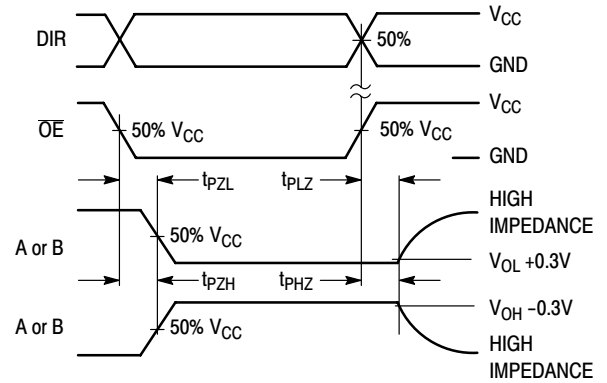 V_CC
DIR
50%
GND
V_CC
OE
50% V_CC
50% V_CC
GND
t_PZL
t_PLZ
HIGH
IMPEDANCE
50% V_CC
A or B
V_OL +0.3V
t_PZH
t_PHZ
V_OH −0.3V
A or B
50% V_CC
HIGH
IMPEDANCE